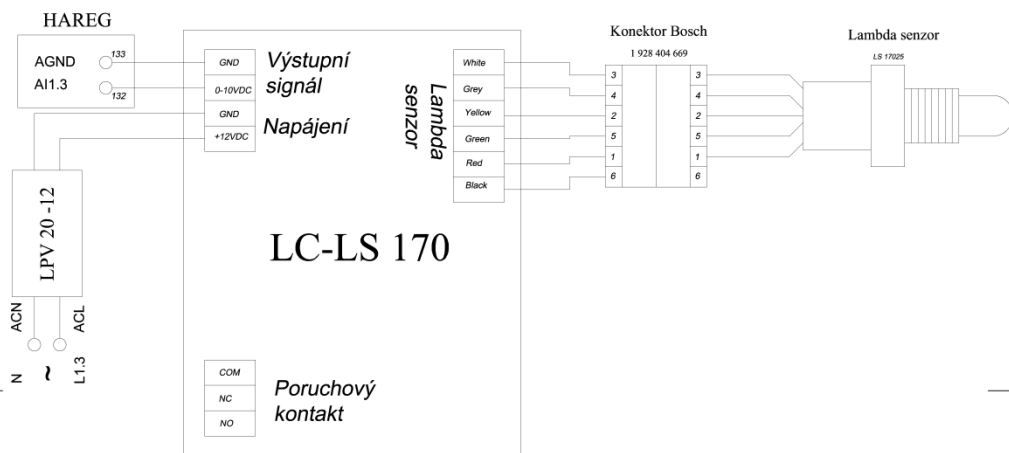 HAREG
AGND
133
AI1.3
132
GND
0-10VDC
GND
+12VDC
Výstupní
signál
Napájení
LPV 20 -12
ACN
ACL
N
~
L1.3
LC-LS 170
COM
NC
NO
Poruchový
kontakt
Lambda
senzor
White
Grey
Yellow
Green
Red
Black
Konektor Bosch
1 928 404 669
3
4
2
5
1
6
3
4
2
5
1
6
Lambda senzor
LS 17025